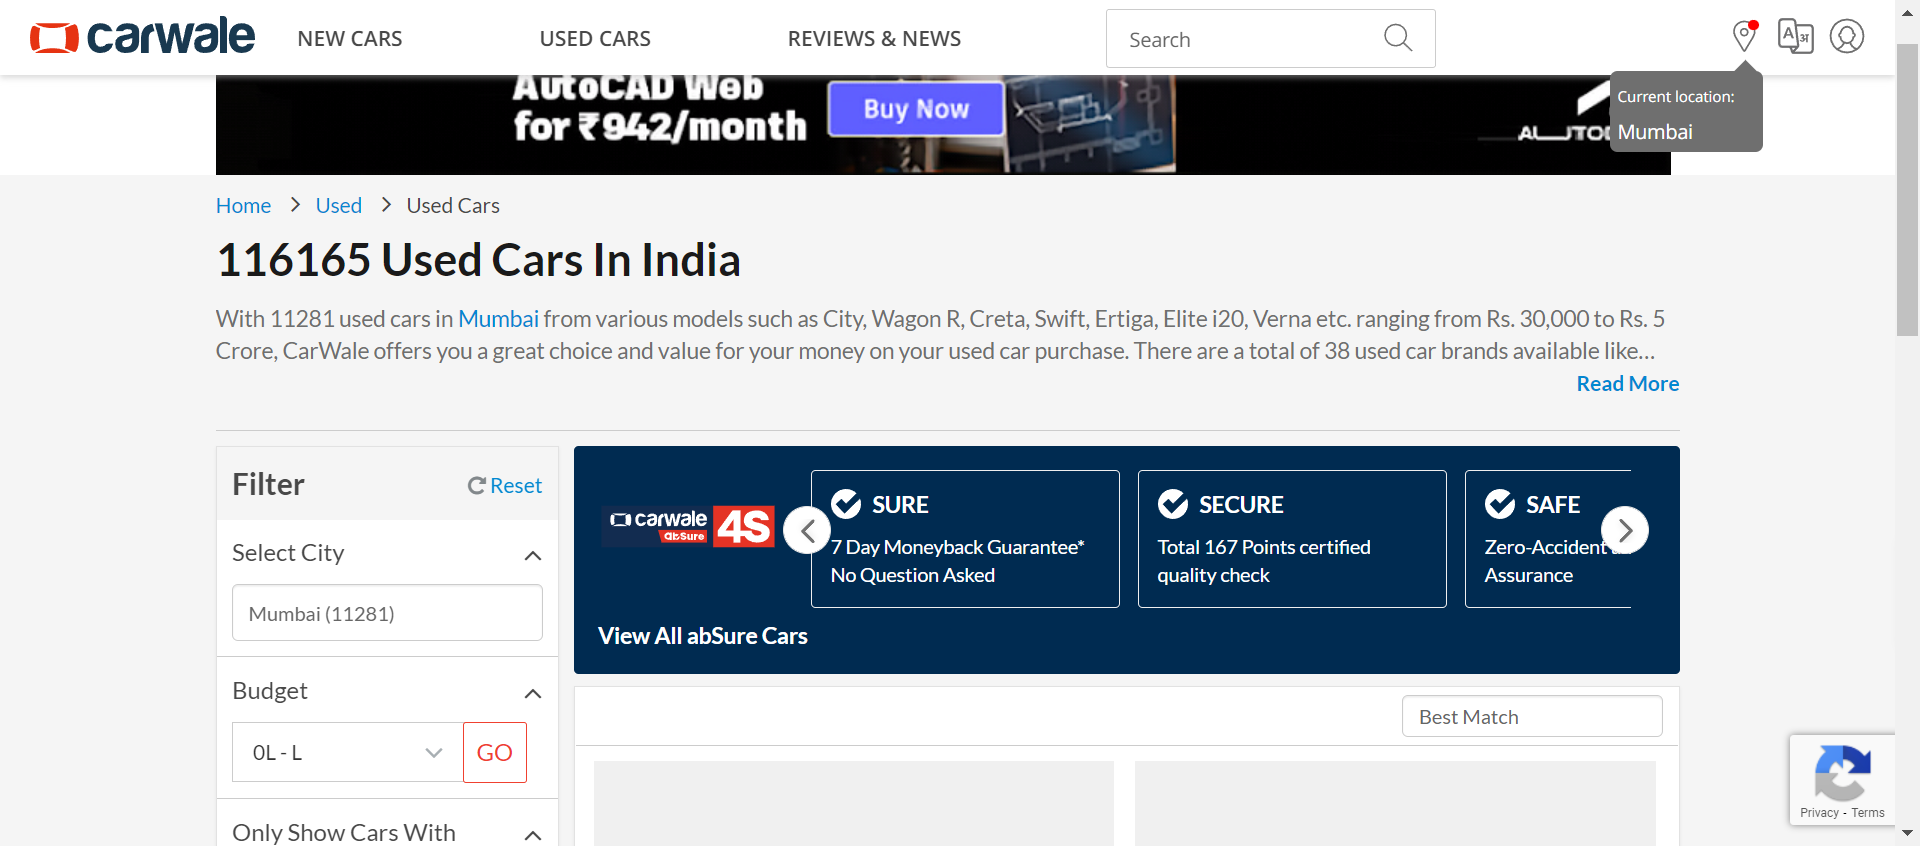 carwale
NEW CARS
USED CARS
REVIEWS & NEWS
Search
Current location:
Mumbai
AutoCAD Web
for ₹942/month
Buy Now
Home > Used > Used Cars
116165 Used Cars In India
With 11281 used cars in Mumbai from various models such as City, Wagon R, Creta, Swift, Ertiga, Elite i20, Verna etc. ranging from Rs. 30,000 to Rs. 5
Crore, CarWale offers you a great choice and value for your money on your used car purchase. There are a total of 38 used car brands available like...
Read More
Filter
Reset
Select City
Mumbai (11281)
Budget
0L - L
GO
Only Show Cars With
carwale
abSure
4S
SURE
7 Day Moneyback Guarantee*
No Question Asked
SECURE
Total 167 Points certified
quality check
SAFE
Zero-Accident
Assurance
View All abSure Cars
Best Match
Privacy - Terms